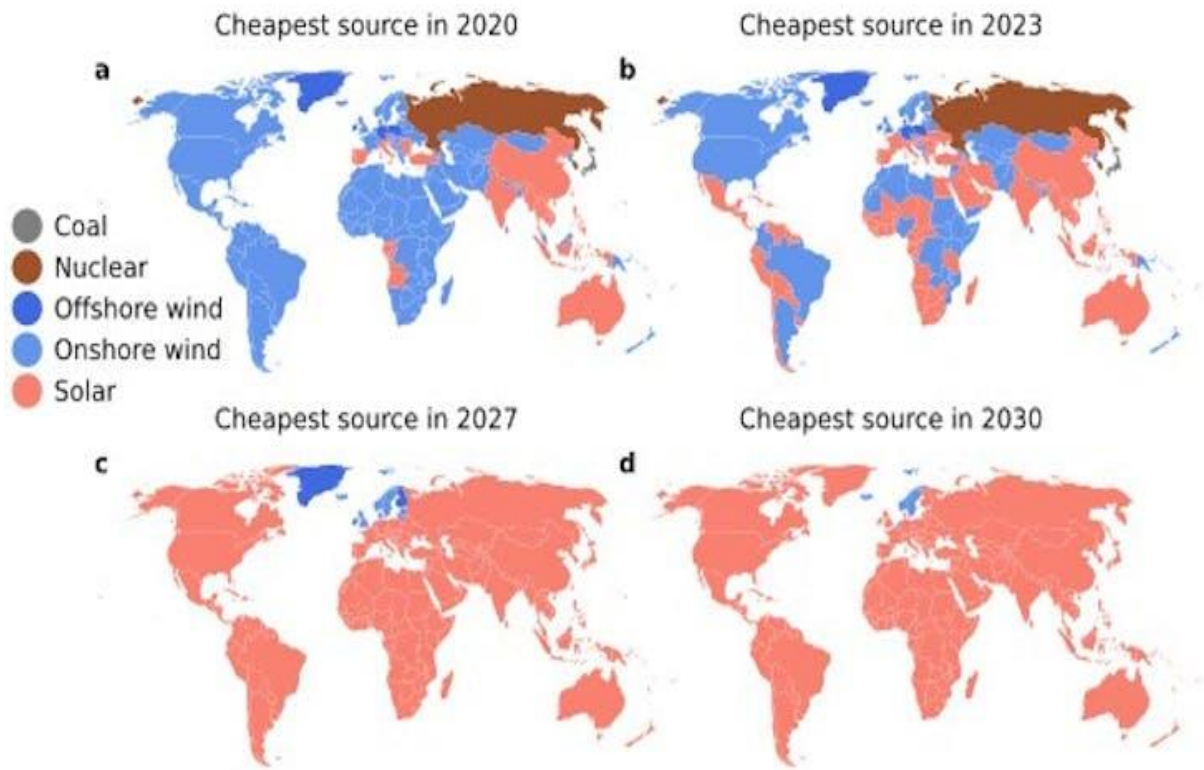 Cheapest source in 2020
Cheapest source in 2023
a
b
Coal
Nuclear
Offshore wind
Onshore wind
Solar
Cheapest source in 2027
Cheapest source in 2030
c
d